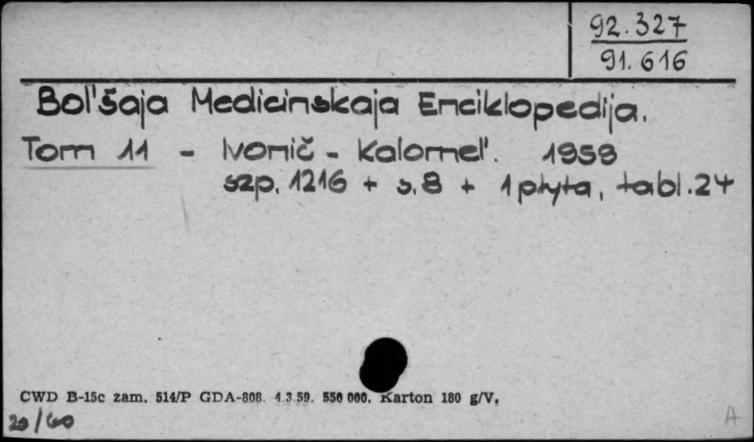 92.327
91.616
Bol'šaja Medicinskaja Enciklopedija.
Tom 11 - Ivonič - Kalomel'. 1959
szp. 1216 + s. 8 + 1 płyta, tabl. 24
CWD B-15c zam. 514/P GDA-808. 4.3.59. 550 000. Karton 180 g/V.
20/60
A